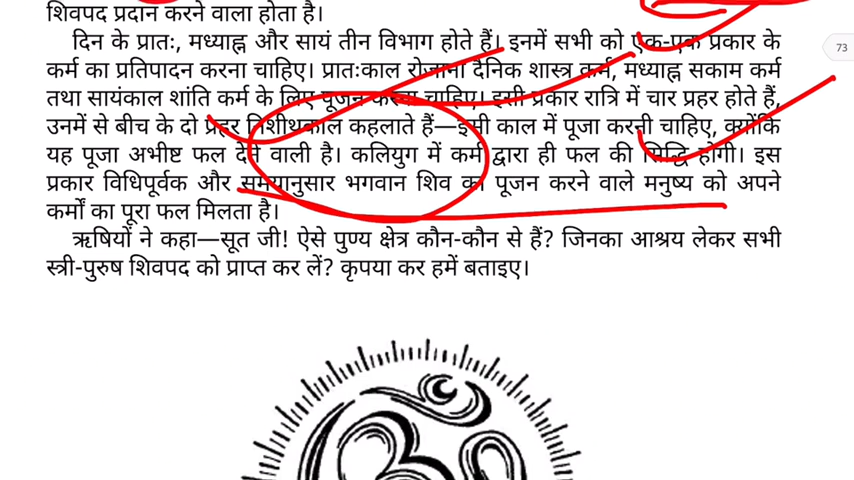 शिवपद प्रदान करने वाला होता है।
दिन के प्रातः, मध्याह्न और सायं तीन विभाग होते हैं। इनमें सभी को एक-एक प्रकार के
कर्म का प्रतिपादन करना चाहिए। प्रातःकाल रोजाना दैनिक शास्त्र कर्म, मध्याह्न सकाम कर्म
तथा सायंकाल शांति कर्म के लिए पूजन करना चाहिए। इसी प्रकार रात्रि में चार प्रहर होते हैं,
उनमें से बीच के दो प्रहर निशीथकाल कहलाते हैं—इसी काल में पूजा करनी चाहिए, क्योंकि
यह पूजा अभीष्ट फल देने वाली है। कलियुग में कर्म द्वारा ही फल की सिद्धि होगी। इस
प्रकार विधिपूर्वक और समयानुसार भगवान शिव का पूजन करने वाले मनुष्य को अपने
कर्मों का पूरा फल मिलता है।
ऋषियों ने कहा—सूत जी! ऐसे पुण्य क्षेत्र कौन-कौन से हैं? जिनका आश्रय लेकर सभी
स्त्री-पुरुष शिवपद को प्राप्त कर लें? कृपया कर हमें बताइए।
73